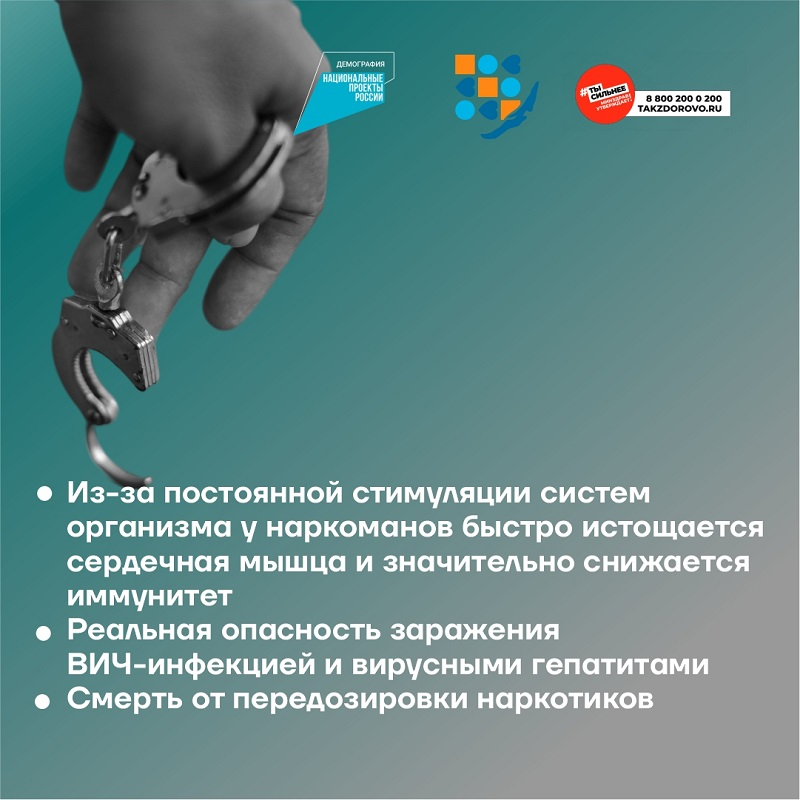 ДЕМОГРАФИЯ
НАЦИОНАЛЬНЫЕ
ПРОЕКТЫ
РОССИИ
#ТЫ
СИЛЬНЕЕ
МИНЗДРАВ
УТВЕРЖДАЕТ!
8 800 200 0 200
TAKZDOROVO.RU
• Из-за постоянной стимуляции систем
организма у наркоманов быстро истощается
сердечная мышца и значительно снижается
иммунитет
• Реальная опасность заражения
ВИЧ-инфекцией и вирусными гепатитами
• Смерть от передозировки наркотиков